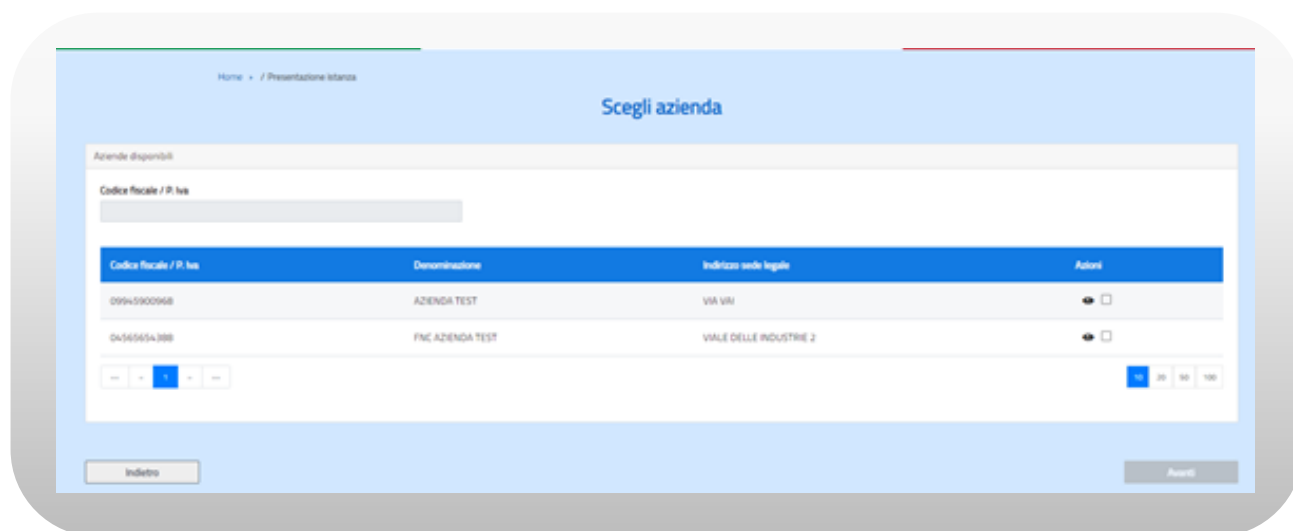 Home / Presentazione istanza
Scegli azienda
Aziende disponibili
Codice fiscale / P. Iva
Codice fiscale / P. Iva Denominazione Indirizzo sede legale Azioni
09945900968 AZIENDA TEST VIA VAI
04565654388 FNC AZIENDA TEST VIALE DELLE INDUSTRIE 2
1 10 20 50 100
Indietro Avanti